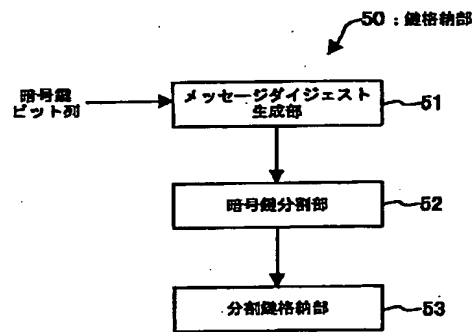 50：鍵格納部
暗号鍵
ビット列
メッセージダイジェスト
生成部
51
暗号鍵分割部
52
分割鍵格納部
53